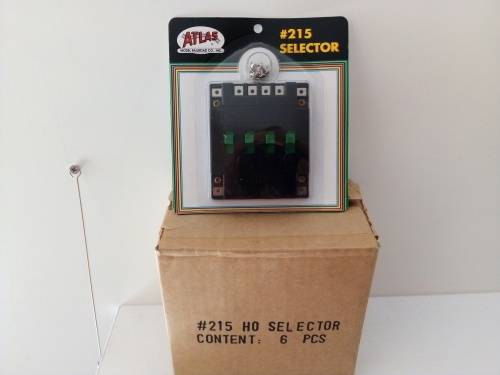 ATLAS
MODEL RAILROAD CO., INC.
#215
SELECTOR
#215 HO SELECTOR
CONTENT: 6 PCS